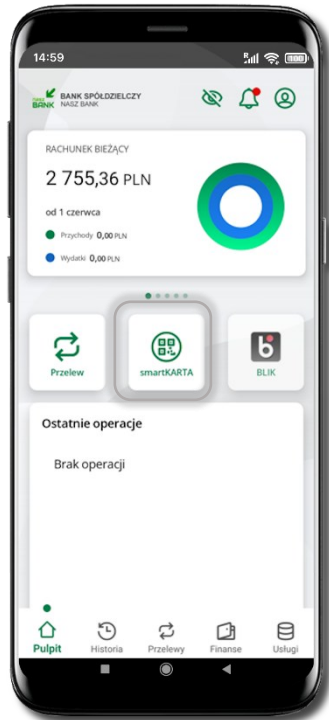 14:59
BANK SPÓŁDZIELCZY
NASZ BANK
RACHUNEK BIEŻĄCY
2 755,36 PLN
od 1 czerwca
Przychody 0,00 PLN
Wydatki 0,00 PLN
Przelew
smartKARTA
BLIK
Ostatnie operacje
Brak operacji
Pulpit
Historia
Przelewy
Finanse
Usługi